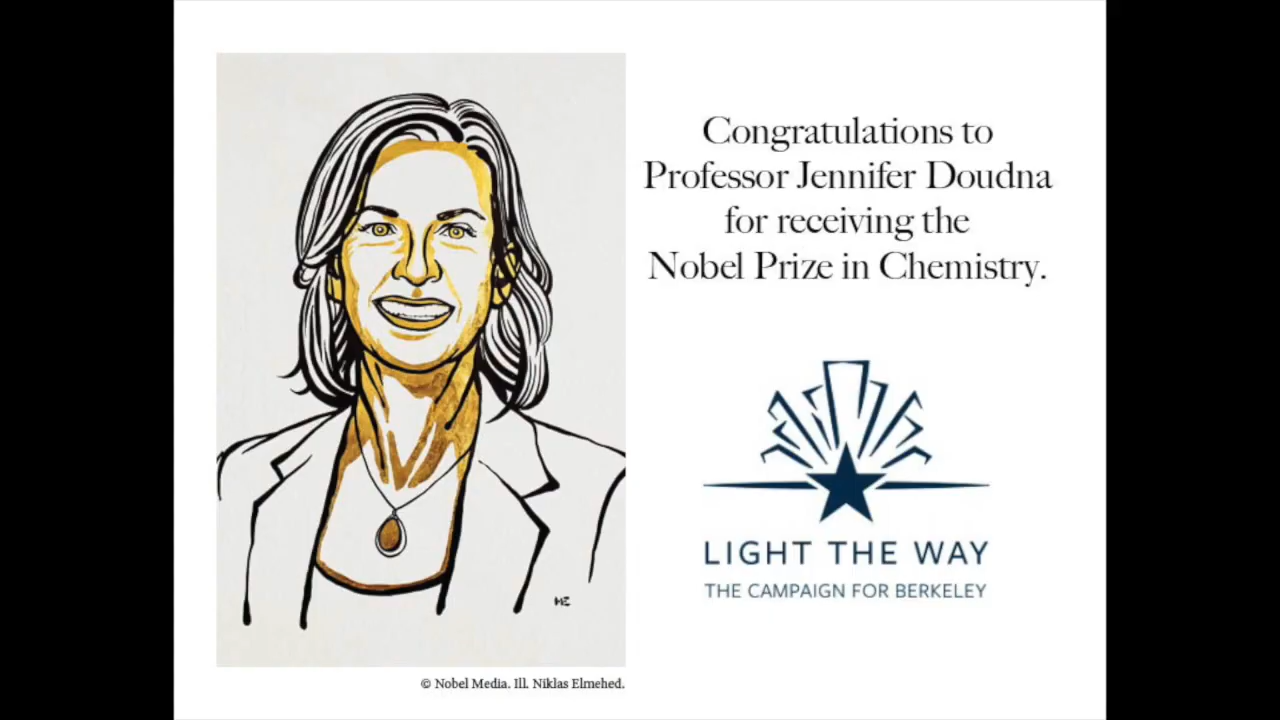 Congratulations to
Professor Jennifer Doudna
for receiving the
Nobel Prize in Chemistry.
LIGHT THE WAY
THE CAMPAIGN FOR BERKELEY
© Nobel Media. Ill. Niklas Elmehed.